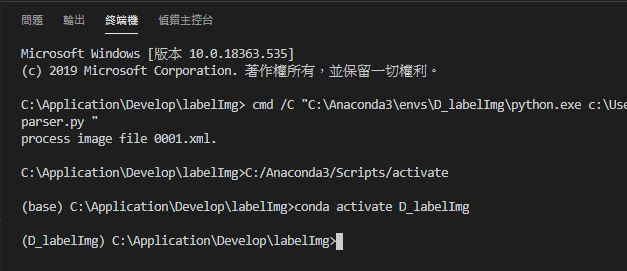 問題 輸出 終端機 偵錯主控台
Microsoft Windows [版本 10.0.18363.535]
(c) 2019 Microsoft Corporation. 著作權所有，並保留一切權利。
C:\Application\Develop\labelImg> cmd /C "C:\Anaconda3\envs\D_labelImg\python.exe c:\Use
parser.py "
process image file 0001.xml.
C:\Application\Develop\labelImg>C:/Anaconda3/Scripts/activate
(base) C:\Application\Develop\labelImg>conda activate D_labelImg
(D_labelImg) C:\Application\Develop\labelImg>